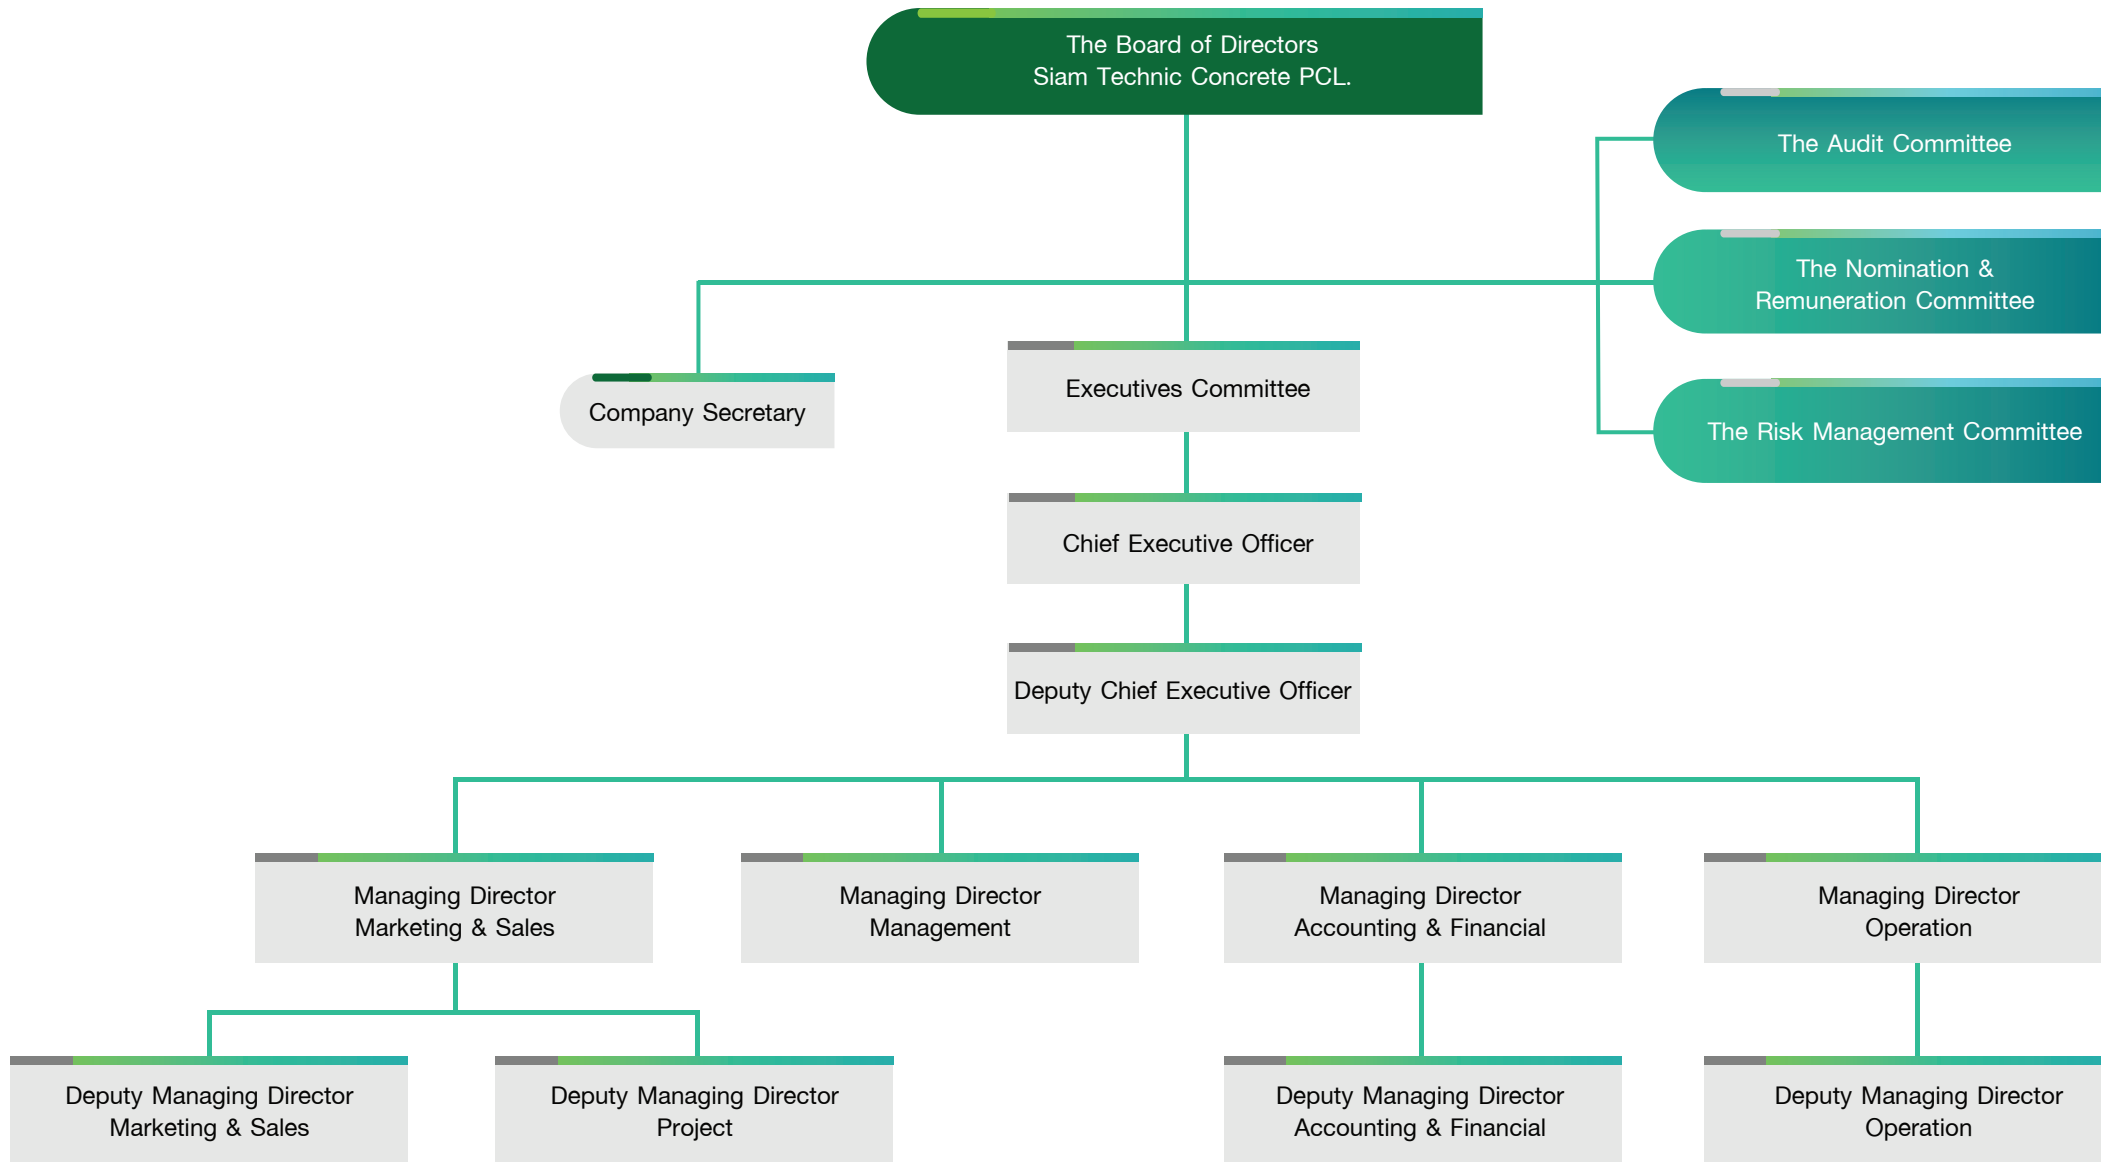 The Board of Directors
Siam Technic Concrete PCL.
The Audit Committee
The Nomination &
Remuneration Committee
The Risk Management Committee
Company Secretary
Executives Committee
Chief Executive Officer
Deputy Chief Executive Officer
Managing Director
Marketing & Sales
Managing Director
Management
Managing Director
Accounting & Financial
Managing Director
Operation
Deputy Managing Director
Marketing & Sales
Deputy Managing Director
Project
Deputy Managing Director
Accounting & Financial
Deputy Managing Director
Operation